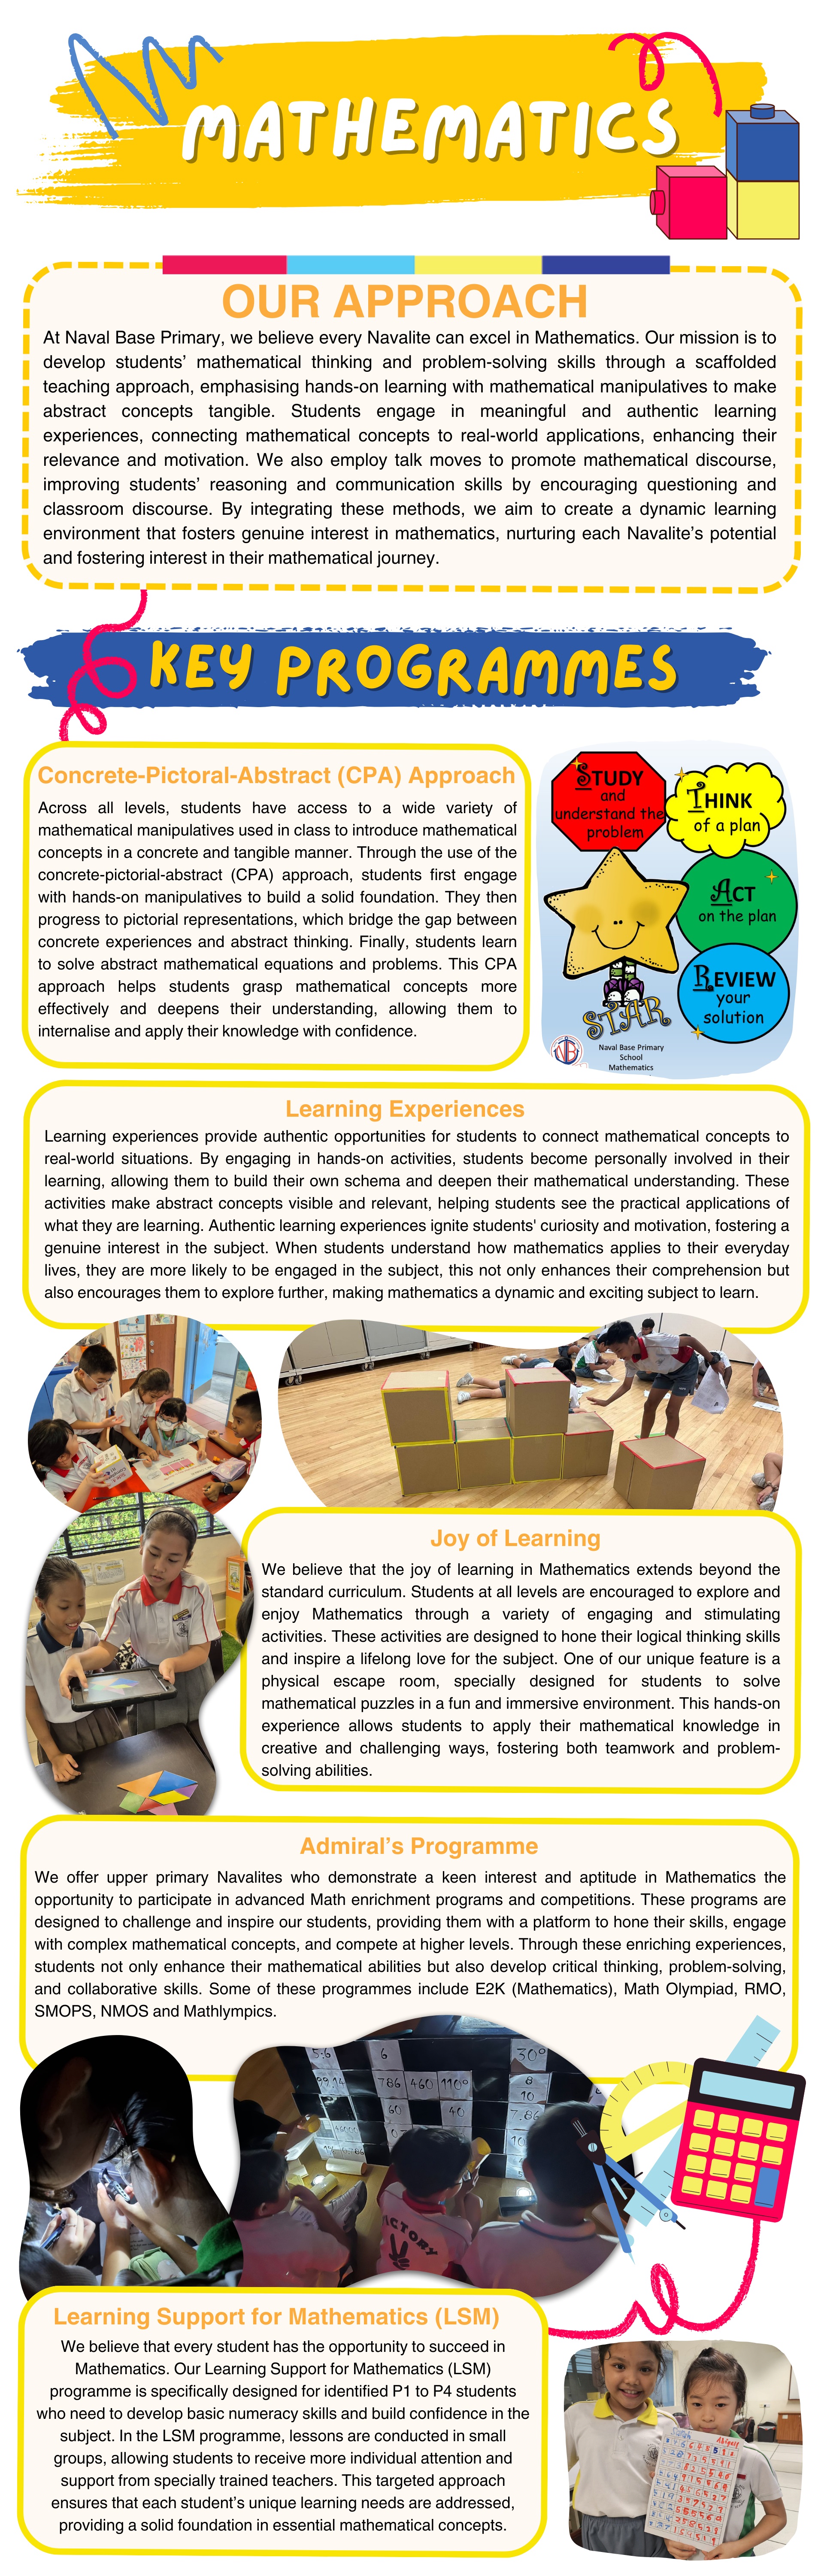 MATHEMATICS
OUR APPROACH
At Naval Base Primary, we believe every Navalite can excel in Mathematics. Our mission is to
develop students' mathematical thinking and problem-solving skills through a scaffolded
teaching approach, emphasising hands-on learning with mathematical manipulatives to make
abstract concepts tangible. Students engage in meaningful and authentic learning
experiences, connecting mathematical concepts to real-world applications, enhancing their
relevance and motivation. We also employ talk moves to promote mathematical discourse,
improving students' reasoning and communication skills by encouraging questioning and
classroom discourse. By integrating these methods, we aim to create a dynamic learning
environment that fosters genuine interest in mathematics, nurturing each Navalite's potential
and fostering interest in their mathematical journey.
KEY PROGRAMMES
Concrete-Pictoral-Abstract (CPA) Approach
Across all levels, students have access to a wide variety of
mathematical manipulatives used in class to introduce mathematical
concepts in a concrete and tangible manner. Through the use of the
concrete-pictorial-abstract (CPA) approach, students first engage
with hands-on manipulatives to build a solid foundation. They then
progress to pictorial representations, which bridge the gap between
concrete experiences and abstract thinking. Finally, students learn
to solve abstract mathematical equations and problems. This CPA
approach helps students grasp mathematical concepts more
effectively and deepens their understanding, allowing them to
internalise and apply their knowledge with confidence.
STUDY
and
understand the
problem
THINK
of a plan
ACT
on the plan
REVIEW
your
solution
STAR
Naval Base Primary
School
Mathematics
Learning Experiences
Learning experiences provide authentic opportunities for students to connect mathematical concepts to
real-world situations. By engaging in hands-on activities, students become personally involved in their
learning, allowing them to build their own schema and deepen their mathematical understanding. These
activities make abstract concepts visible and relevant, helping students see the practical applications of
what they are learning. Authentic learning experiences ignite students' curiosity and motivation, fostering a
genuine interest in the subject. When students understand how mathematics applies to their everyday
lives, they are more likely to be engaged in the subject, this not only enhances their comprehension but
also encourages them to explore further, making mathematics a dynamic and exciting subject to learn.
Joy of Learning
We believe that the joy of learning in Mathematics extends beyond the
standard curriculum. Students at all levels are encouraged to explore and
enjoy Mathematics through a variety of engaging and stimulating
activities. These activities are designed to hone their logical thinking skills
and inspire a lifelong love for the subject. One of our unique feature is a
physical escape room, specially designed for students to solve
mathematical puzzles in a fun and immersive environment. This hands-on
experience allows students to apply their mathematical knowledge in
creative and challenging ways, fostering both teamwork and problem-
solving abilities.
Admiral's Programme
We offer upper primary Navalites who demonstrate a keen interest and aptitude in Mathematics the
opportunity to participate in advanced Math enrichment programs and competitions. These programs are
designed to challenge and inspire our students, providing them with a platform to hone their skills, engage
with complex mathematical concepts, and compete at higher levels. Through these enriching experiences,
students not only enhance their mathematical abilities but also develop critical thinking, problem-solving,
and collaborative skills. Some of these programmes include E2K (Mathematics), Math Olympiad, RMO,
SMOPS, NMOS and Mathlympics.
5.6 6 30°
786 460 110° 8
10
60 40 7.86
VICTORY
Learning Support for Mathematics (LSM)
We believe that every student has the opportunity to succeed in
Mathematics. Our Learning Support for Mathematics (LSM)
programme is specifically designed for identified P1 to P4 students
who need to develop basic numeracy skills and build confidence in the
subject. In the LSM programme, lessons are conducted in small
groups, allowing students to receive more individual attention and
support from specially trained teachers. This targeted approach
ensures that each student's unique learning needs are addressed,
providing a solid foundation in essential mathematical concepts.
Abigail